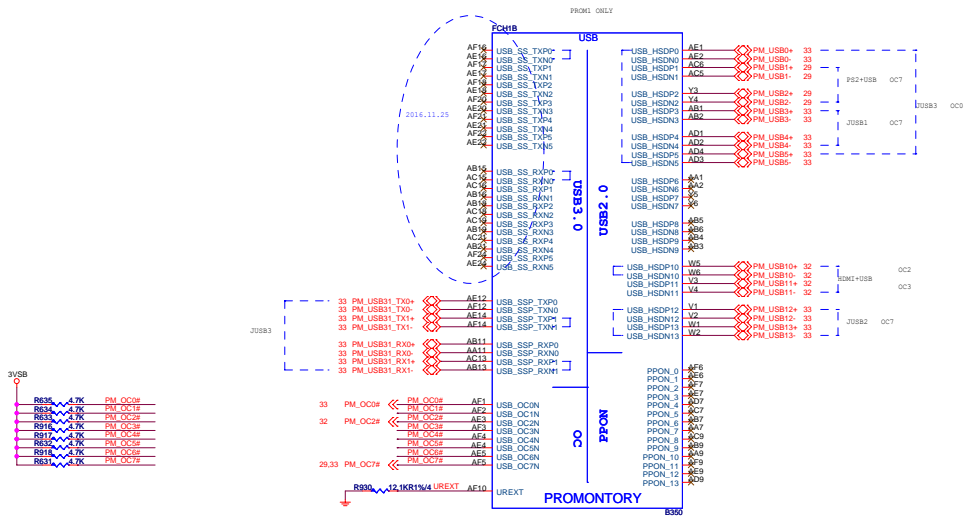 PROM1 ONLY
FCH1B
USB
AF16 USB_SS_TXP0
AE16 USB_SS_TXN0
AF17 USB_SS_TXP1
AE17 USB_SS_TXN1
USB_SS_TXP2
AE18 USB_SS_TXN2
USB_SS_TXP3
AE20 USB_SS_TXN3
AF21 USB_SS_TXP4
AE21 USB_SS_TXN4
AF22 USB_SS_TXP5
AE22 USB_SS_TXN5
2016.11.25
AB15 USB_SS_RXP0
AC15 USB_SS_RXN0
AC16 USB_SS_RXP1
AB16 USB_SS_RXN1
AB18 USB_SS_RXP2
AC18 USB_SS_RXN2
AC19 USB_SS_RXP3
AB19 USB_SS_RXN3
AC21 USB_SS_RXP4
AB21 USB_SS_RXN4
USB_SS_RXP5
AE24 USB_SS_RXN5
USB3.0
USB2.0
USB_HSDP0 AE1 PM_USB0+ 33
USB_HSDN0 AE2 PM_USB0- 33
USB_HSDP1 AC6 PM_USB1+ 29
USB_HSDN1 AC5 PM_USB1- 29
USB_HSDP2 Y3 PM_USB2+ 29
USB_HSDN2 Y4 PM_USB2- 29
USB_HSDP3 AB1 PM_USB3+ 33
USB_HSDN3 AB2 PM_USB3- 33
USB_HSDP4 AD1 PM_USB4+ 33
USB_HSDN4 AD2 PM_USB4- 33
USB_HSDP5 AD4 PM_USB5+ 33
USB_HSDN5 AD3 PM_USB5- 33
PS2+USB OC7
JUSB1 OC7
JUSB3 OC0
USB_HSDP6 AA1
USB_HSDN6 AA2
USB_HSDP7
USB_HSDN7
USB_HSDP8 AB5
USB_HSDN8 AB6
USB_HSDP9 AB4
USB_HSDN9 AB3
USB_HSDP10 W5 PM_USB10+ 32
USB_HSDN10 W6 PM_USB10- 32
USB_HSDP11 V3 PM_USB11+ 32
USB_HSDN11 V4 PM_USB11- 32
HDMI+USB OC2
OC3
USB_HSDP12 V1 PM_USB12+ 33
USB_HSDN12 V2 PM_USB12- 33
USB_HSDP13 W1 PM_USB13+ 33
USB_HSDN13 W2 PM_USB13- 33
JUSB2 OC7
JUSB3
33 PM_USB31_TX0+ AE12 USB_SSP_TXP0
33 PM_USB31_TX0- AF12 USB_SSP_TXN0
33 PM_USB31_TX1+ AE14 USB_SSP_TXP1
33 PM_USB31_TX1- AF14 USB_SSP_TXN1
33 PM_USB31_RX0+ AB11 USB_SSP_RXP0
33 PM_USB31_RX0- AA11 USB_SSP_RXN0
33 PM_USB31_RX1+ AC13 USB_SSP_RXP1
33 PM_USB31_RX1- AB13 USB_SSP_RXN1
3VSB
R635 4.7K PM_OC0#
R634 4.7K PM_OC1#
R633 4.7K PM_OC2#
R916 4.7K PM_OC3#
R917 4.7K PM_OC4#
R632 4.7K PM_OC5#
R918 4.7K PM_OC6#
R631 4.7K PM_OC7#
33 PM_OC0# PM_OC0# AF1 USB_OC0N
PM_OC1# AF2 USB_OC1N
32 PM_OC2# PM_OC2# AE3 USB_OC2N
PM_OC3# AF3 USB_OC3N
PM_OC4# AF4 USB_OC4N
PM_OC5# AE4 USB_OC5N
PM_OC6# AE5 USB_OC6N
29,33 PM_OC7# PM_OC7# AF5 USB_OC7N
OC
PPON
PPON_0 AF6
PPON_1 AE6
PPON_2 AF7
PPON_3 AE7
PPON_4 AD7
PPON_5 AC7
PPON_6 AB7
PPON_7 AA7
PPON_8 AC9
PPON_9 AB9
PPON_10 AA9
PPON_11 AF9
PPON_12 AE9
PPON_13 AD9
R930 12.1KR1%/4 UREXT AF10 UREXT
PROMONTORY
B350